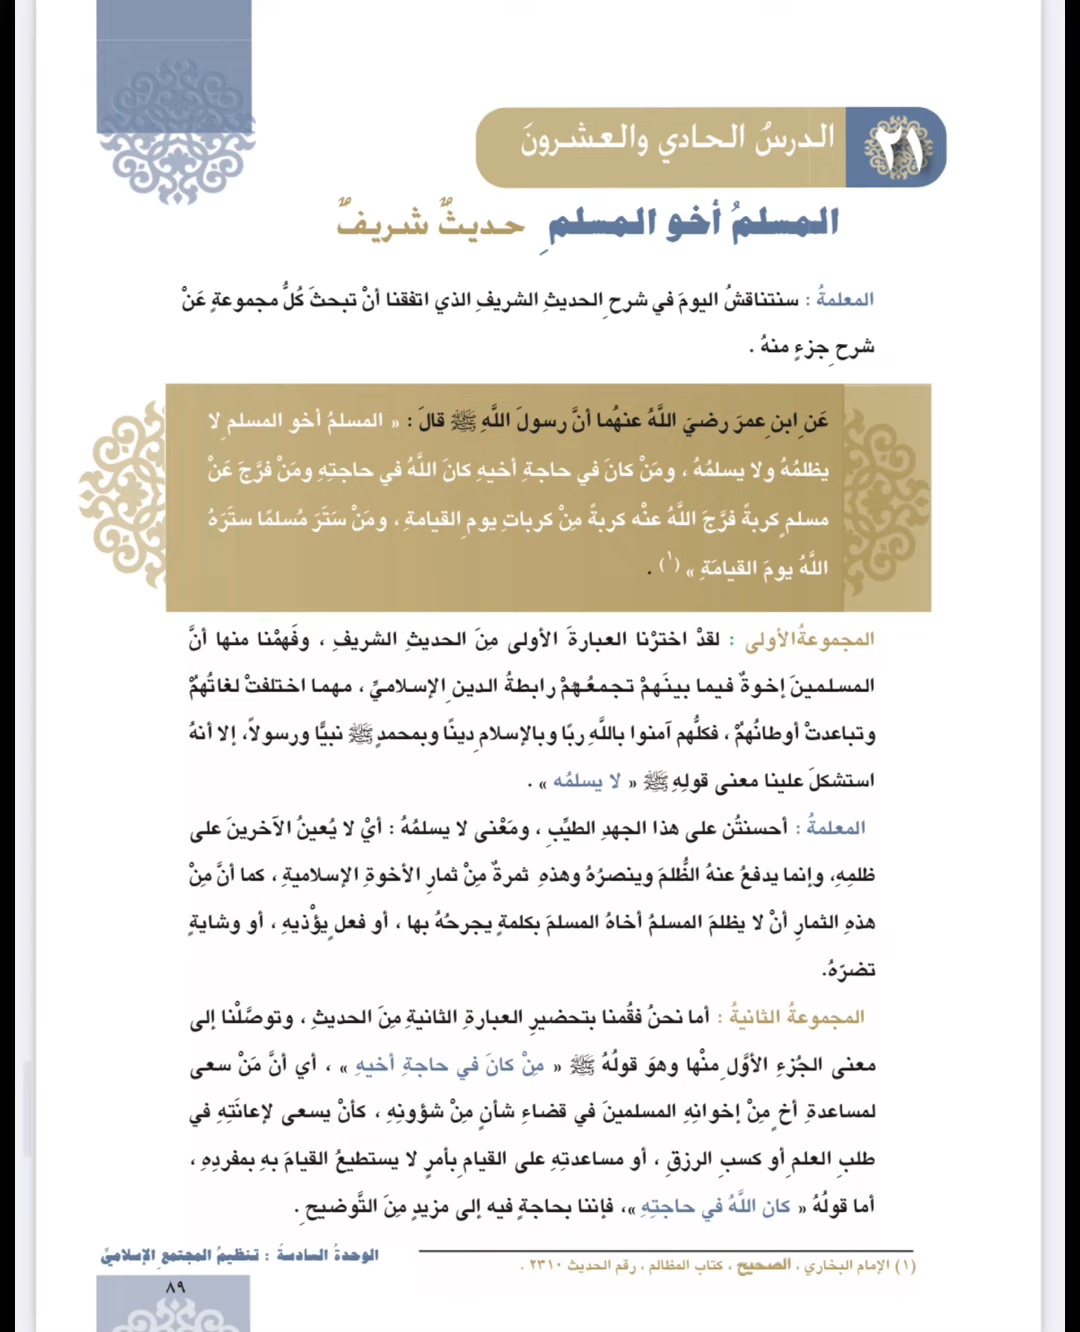 ٢١
الدرسُ الحادي والعشرونَ
المسلمُ أخو المسلمِ حديثٌ شريفٌ
المعلمةُ : سنتناقشُ اليومَ في شرحِ الحديثِ الشريفِ الذي اتفقنا أنْ تبحثَ كُلُّ مجموعةٍ عَنْ
شرحِ جزءٍ منهُ .
عَنِ ابنِ عمرَ رضيَ اللَّهُ عنهُما أنَّ رسولَ اللَّهِ ﷺ قالَ : « المسلمُ أخو المسلمِ لا
يظلمُهُ ولا يسلمُهُ ، ومَنْ كانَ في حاجةِ أخيهِ كانَ اللَّهُ في حاجتِهِ ومَنْ فرَّجَ عَنْ
مسلمٍ كربةً فرَّجَ اللَّهُ عنْه كربةً مِنْ كرباتِ يومِ القيامةِ ، ومَنْ سَتَرَ مُسلمًا ستَرَهُ
اللَّهُ يومَ القيامَةِ » (١) .
المجموعةُ الأولى : لقدْ اخترْنا العبارةَ الأولى مِنَ الحديثِ الشريفِ ، وفَهمْنا منها أنَّ
المسلمينَ إخوةٌ فيما بينَهمْ تجمعُهمْ رابطةُ الدينِ الإسلاميِّ ، مهما اختلفتْ لغاتُهمْ
وتباعدتْ أوطانُهمْ ، فكلُّهم آمنوا باللَّهِ ربًا وبالإسلامِ دينًا وبمحمدٍ ﷺ نبيًّا ورسولاً، إلا أنهُ
استشكلَ علينا معنى قولِهِ ﷺ « لا يسلمُه » .
المعلمةُ : أحسنتُن على هذا الجهدِ الطيِّبِ ، ومَعْنى لا يسلمُهُ : أيْ لا يُعينُ الآخرينَ على
ظلمِهِ، وإنما يدفعُ عنهُ الظُّلمَ وينصرُهُ وهذهِ ثمرةٌ مِنْ ثمارِ الأخوةِ الإسلاميةِ ، كما أنَّ مِنْ
هذهِ الثمارِ أنْ لا يظلمَ المسلمُ أخاهُ المسلمَ بكلمةٍ يجرحُهُ بها ، أو فعلٍ يؤْذيهِ ، أو وشايةٍ
تضرّهُ.
المجموعةُ الثانيةُ : أما نحنُ فقُمنا بتحضيرِ العبارةِ الثانيةِ مِنَ الحديثِ ، وتوصَّلْنا إلى
معنى الجُزءِ الأوَّلِ منْها وهوَ قولُهُ ﷺ « مِنْ كانَ في حاجةِ أخيهِ » ، أي أنَّ مَنْ سعى
لمساعدةِ أخٍ مِنْ إخوانِهِ المسلمينَ في قضاءِ شأنٍ مِنْ شؤونِهِ ، كأنْ يسعى لإعانَتِهِ في
طلبِ العلمِ أو كسبِ الرزقِ ، أو مساعدتِهِ على القيامِ بأمرٍ لا يستطيعُ القيامَ بهِ بمفردِهِ ،
أما قولُهُ « كان اللَّهُ في حاجتِهِ »، فإننا بحاجةٍ فيه إلى مزيدٍ مِنَ التَّوضيحِ .
(١) الإمام البخاري ، الصحيح ، كتاب المظالم ، رقم الحديث ٢٣١٠ .
الوحدةُ السادسةُ : تنظيمُ المجتمعِ الإسلاميِّ
٨٩